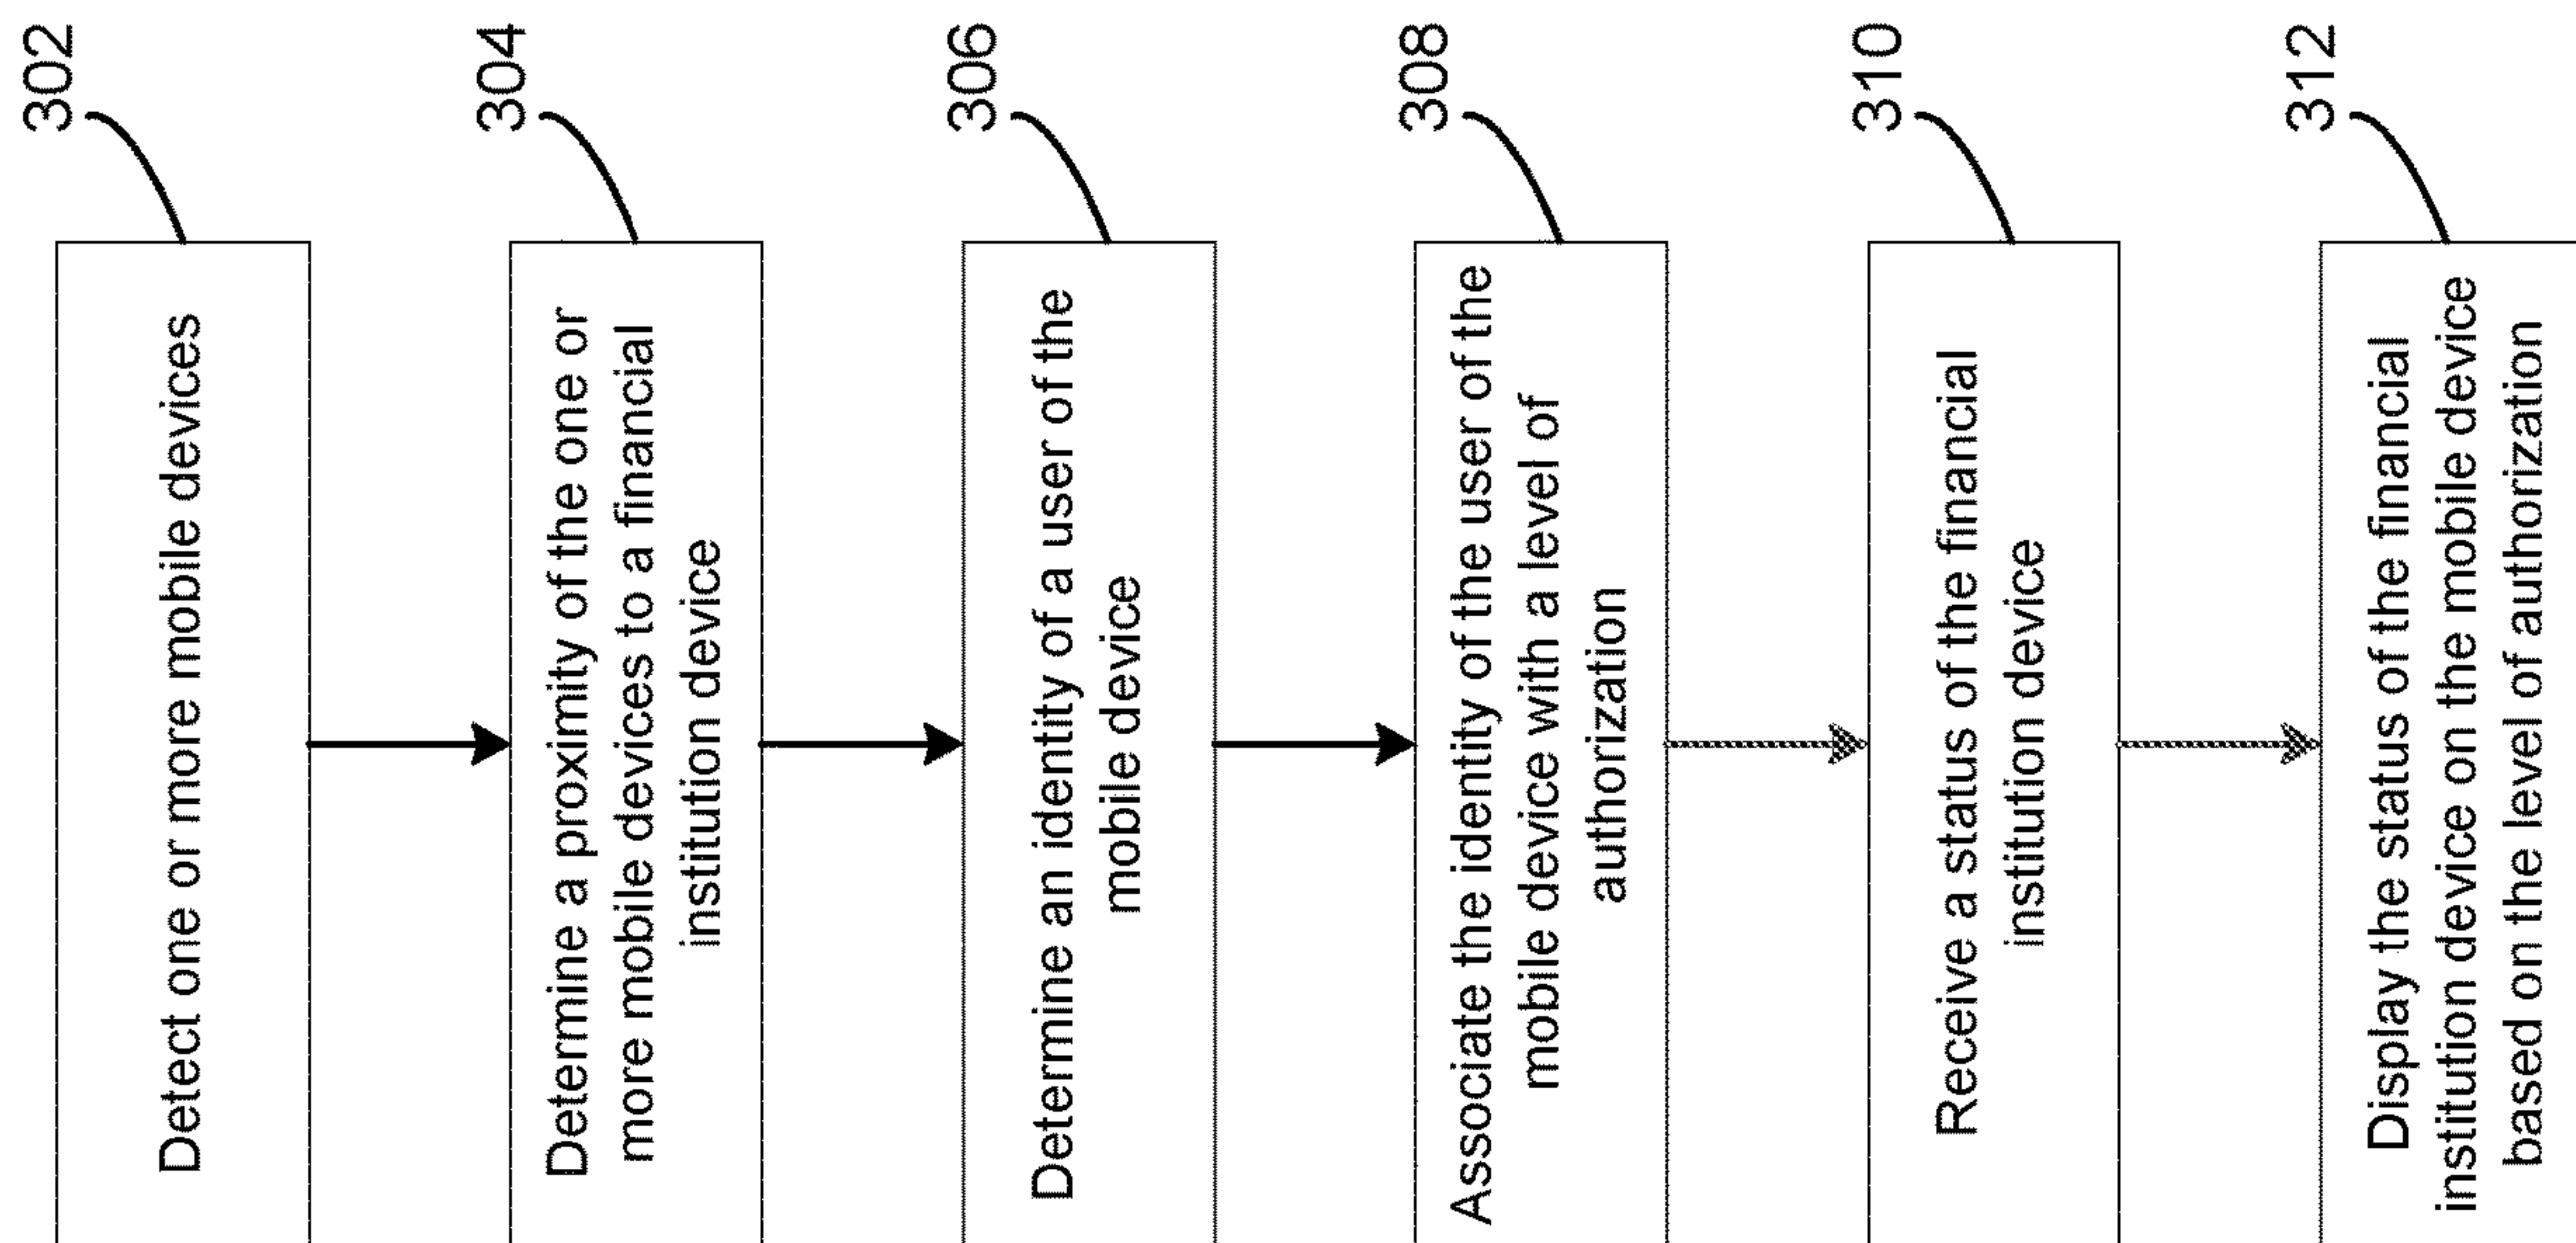 302
Detect one or more mobile devices
304
Determine a proximity of the one or
more mobile devices to a financial
institution device
306
Determine an identity of a user of the
mobile device
308
Associate the identity of the user of the
mobile device with a level of
authorization
310
Receive a status of the financial
institution device
312
Display the status of the financial
institution device on the mobile device
based on the level of authorization